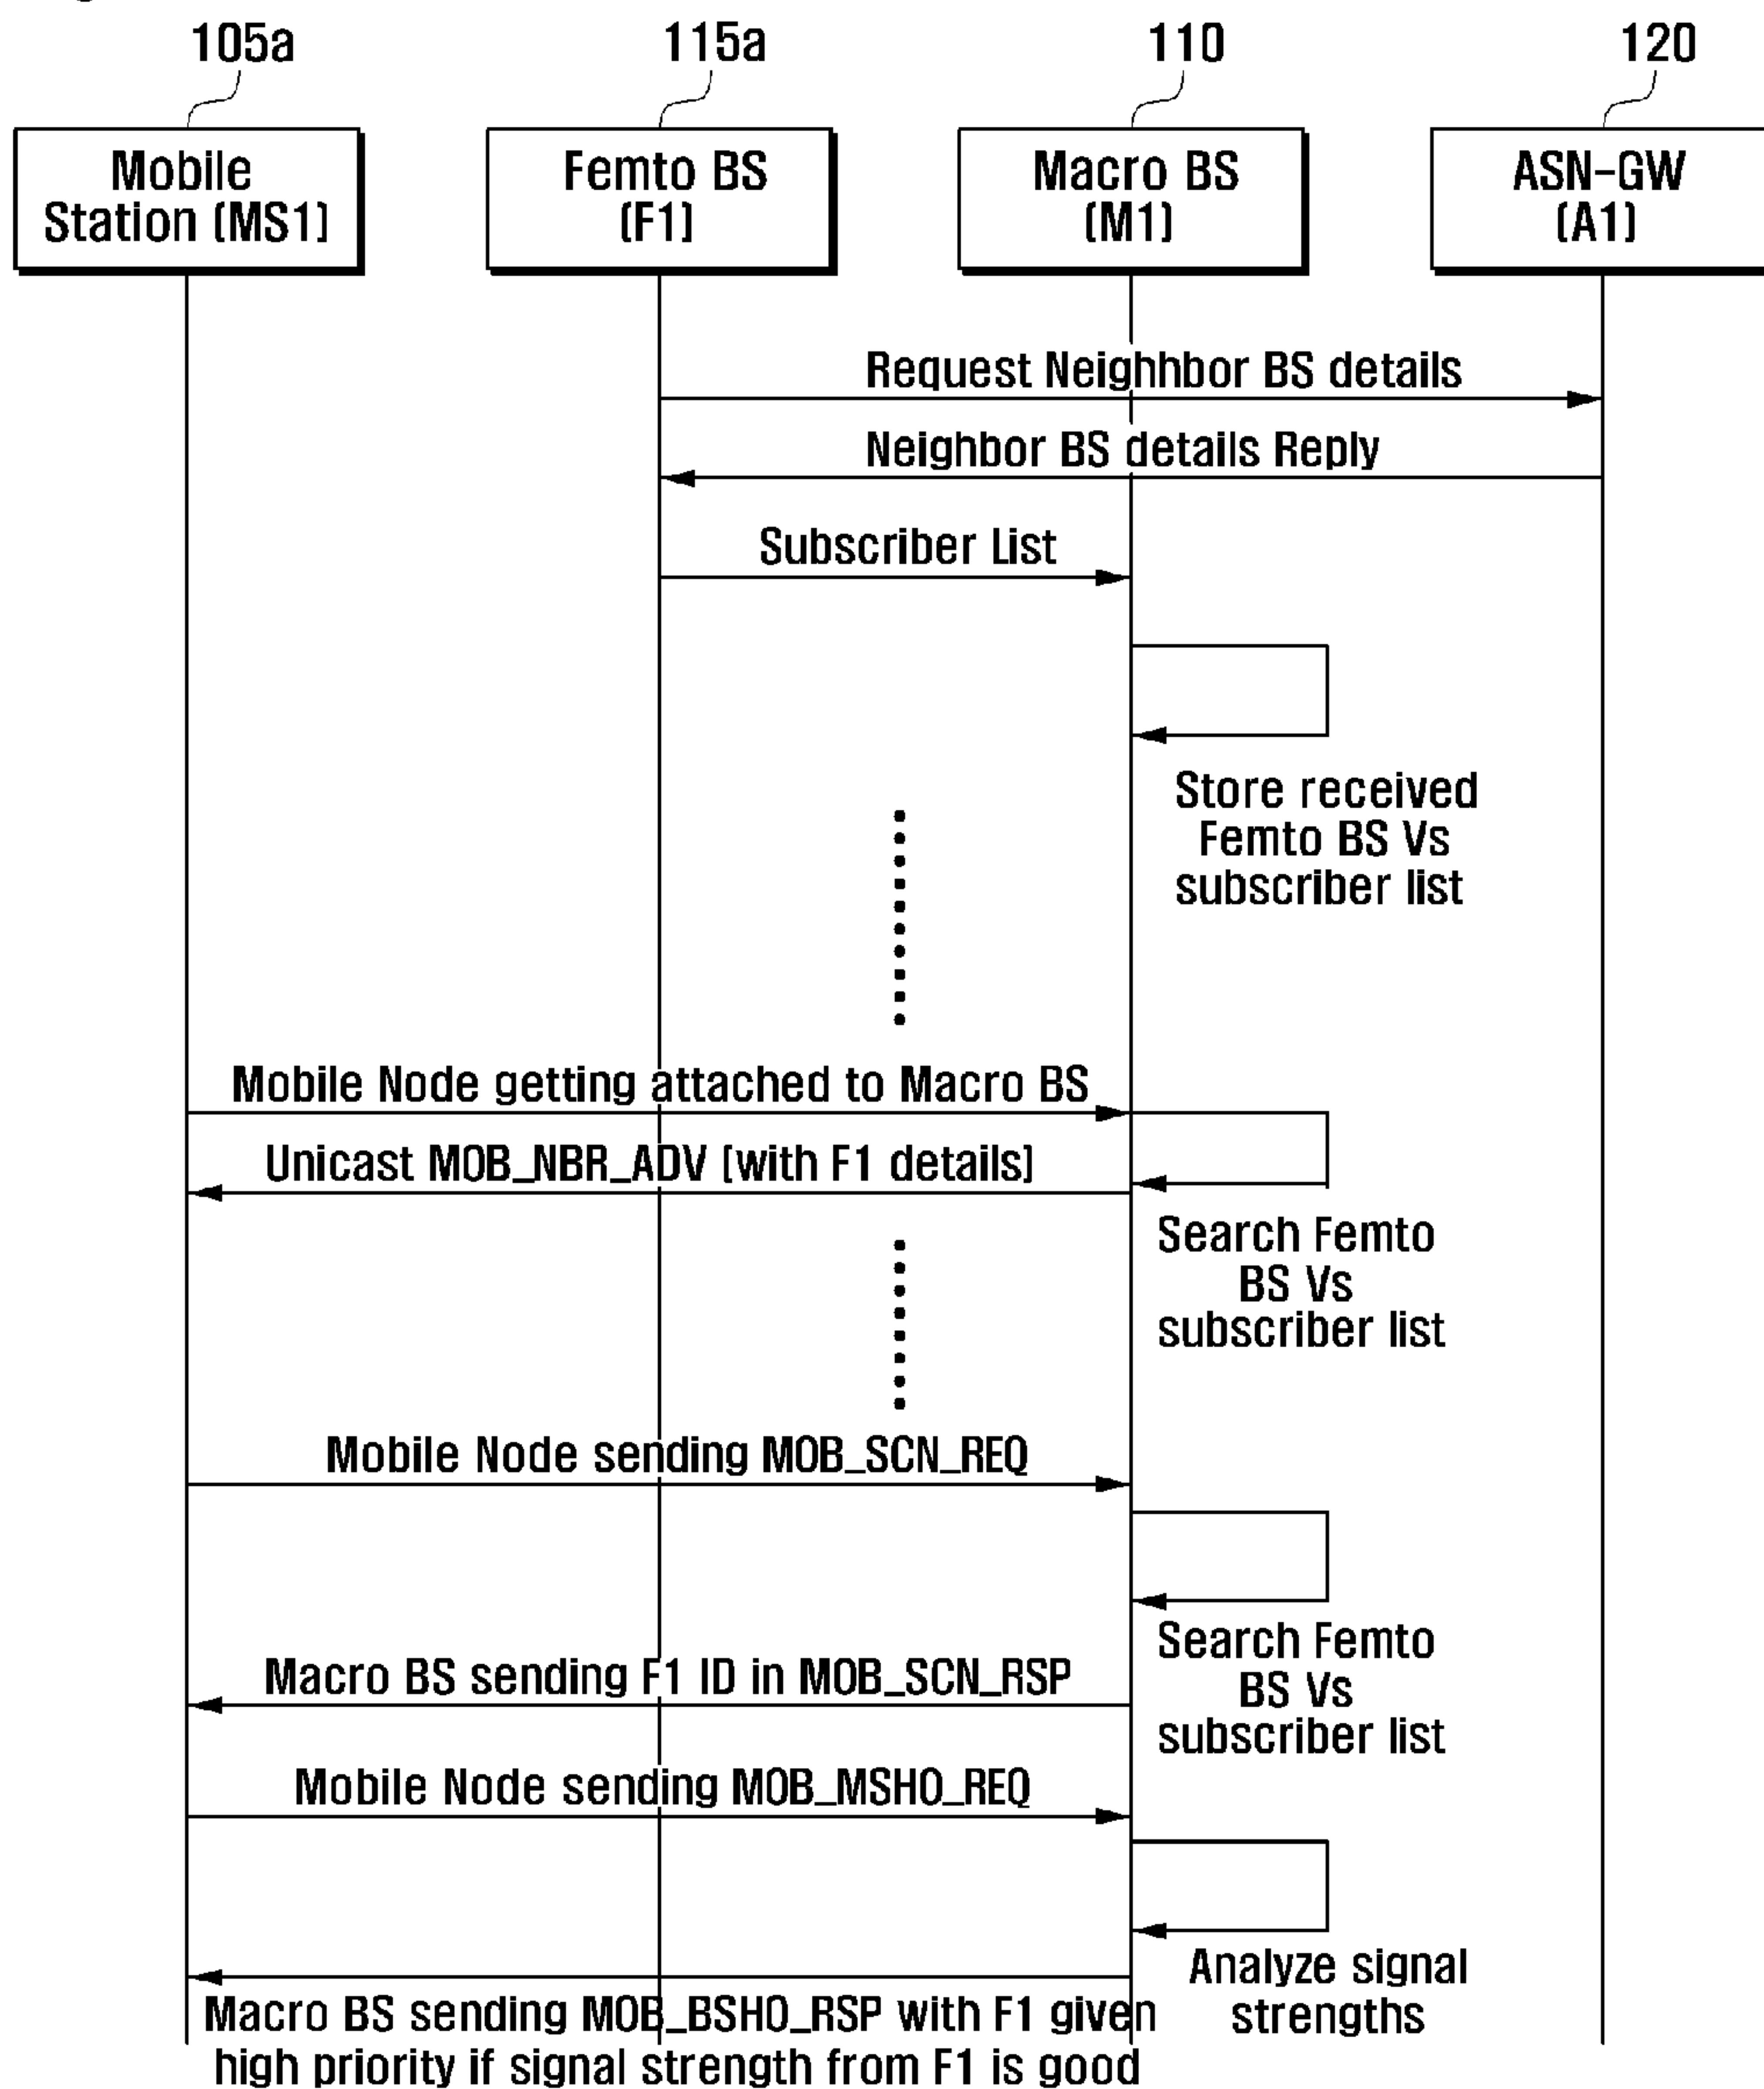 105a
115a
110
120
Mobile
Station (MS1)
Femto BS
(F1)
Macro BS
(M1)
ASN-GW
(A1)
Request Neighhbor BS details
Neighbor BS details Reply
Subscriber List
Store received
Femto BS Vs
subscriber list
Mobile Node getting attached to Macro BS
Unicast MOB_NBR_ADV (with F1 details)
Search Femto
BS Vs
subscriber list
Mobile Node sending MOB_SCN_REQ
Search Femto
BS Vs
subscriber list
Macro BS sending F1 ID in MOB_SCN_RSP
Mobile Node sending MOB_MSHO_REQ
Analyze signal
strengths
Macro BS sending MOB_BSHO_RSP with F1 given
high priority if signal strength from F1 is good